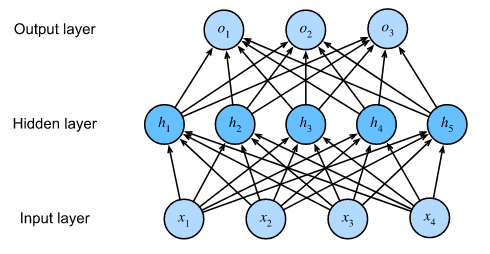 Output layer o₁ o₂ o₃
Hidden layer h₁ h₂ h₃ h₄ h₅
Input layer x₁ x₂ x₃ x₄